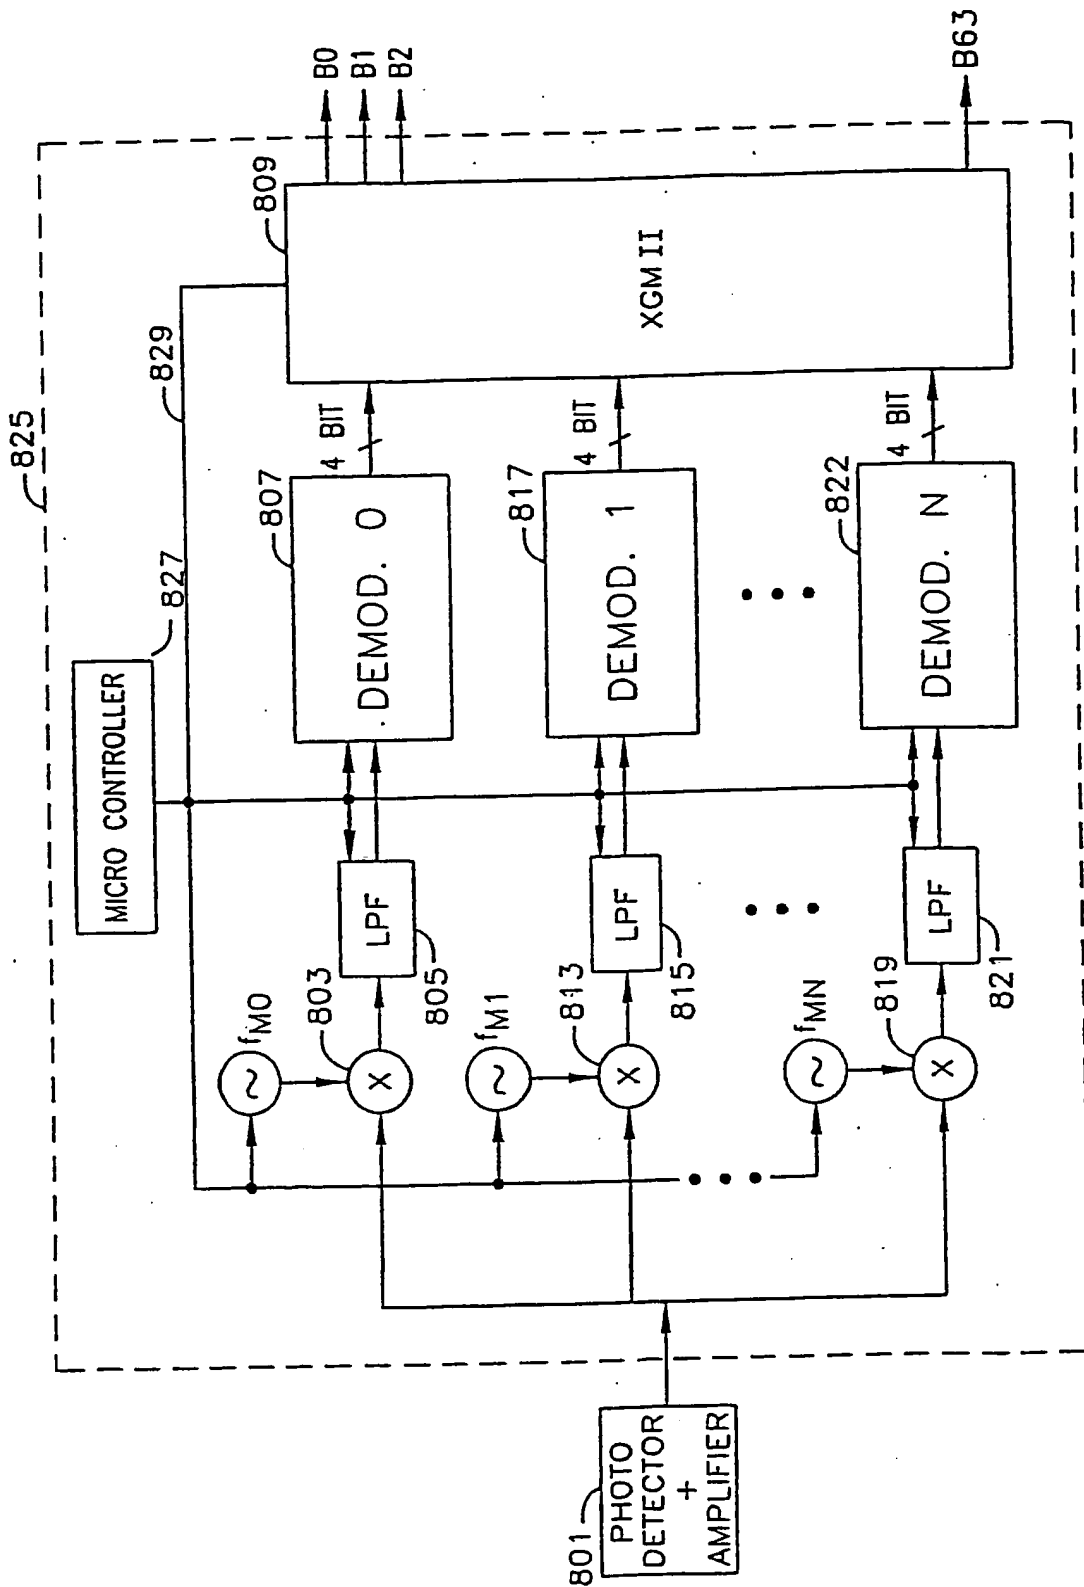 825
MICRO CONTROLLER
827
829
809
B0
B1
B2
B63
XGM II
fM0
803
LPF
805
DEMOD. 0
807
4 BIT
fM1
813
LPF
815
DEMOD. 1
817
4 BIT
fMN
819
LPF
821
DEMOD. N
822
4 BIT
X
X
X
~
~
~
801
PHOTO
DETECTOR
+
AMPLIFIER